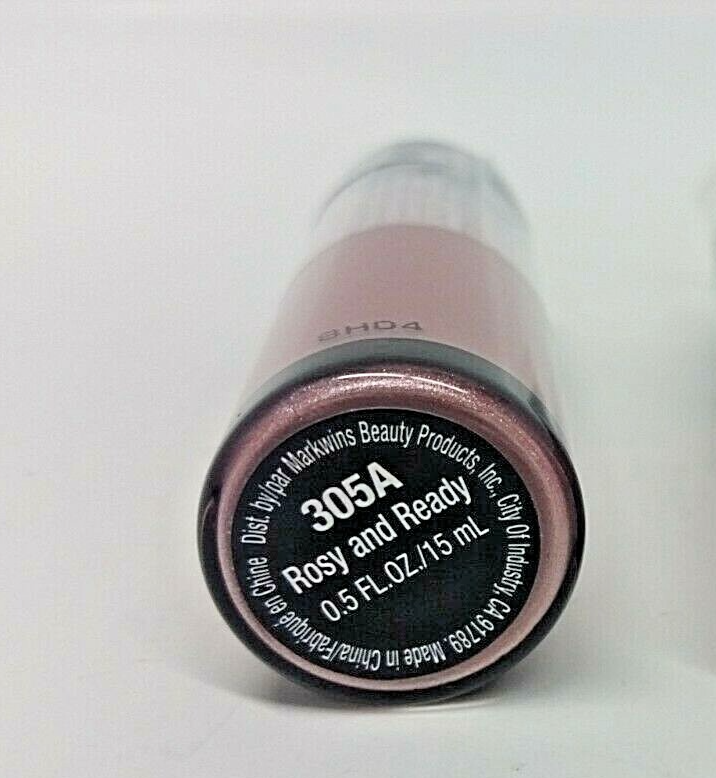 8HD4
305A
Rosy and Ready
0.5 FL.OZ./15 mL
Dist. by/par Markwins Beauty Products, Inc., City Of Industry, CA 91789. Made in China/Fabriqué en Chine